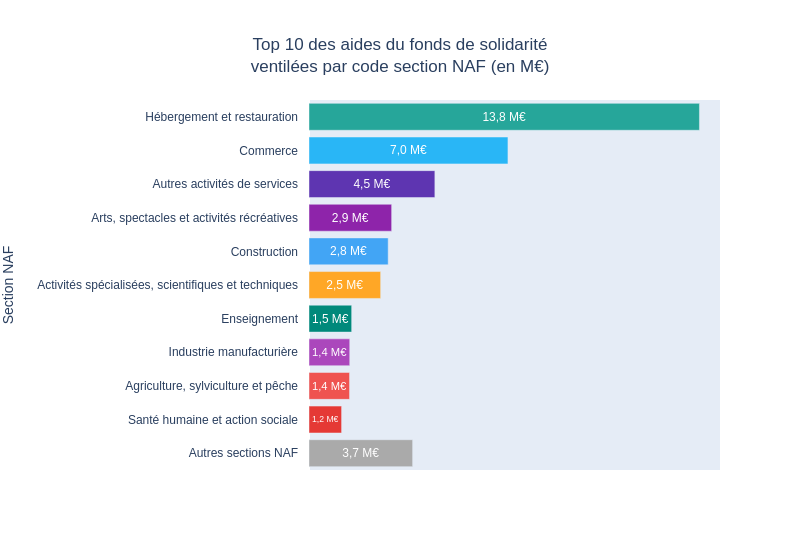 Top 10 des aides du fonds de solidarité
ventilées par code section NAF (en M€)
Section NAF
Hébergement et restauration 13,8 M€
Commerce 7,0 M€
Autres activités de services 4,5 M€
Arts, spectacles et activités récréatives 2,9 M€
Construction 2,8 M€
Activités spécialisées, scientifiques et techniques 2,5 M€
Enseignement 1,5 M€
Industrie manufacturière 1,4 M€
Agriculture, sylviculture et pêche 1,4 M€
Santé humaine et action sociale 1,2 M€
Autres sections NAF 3,7 M€